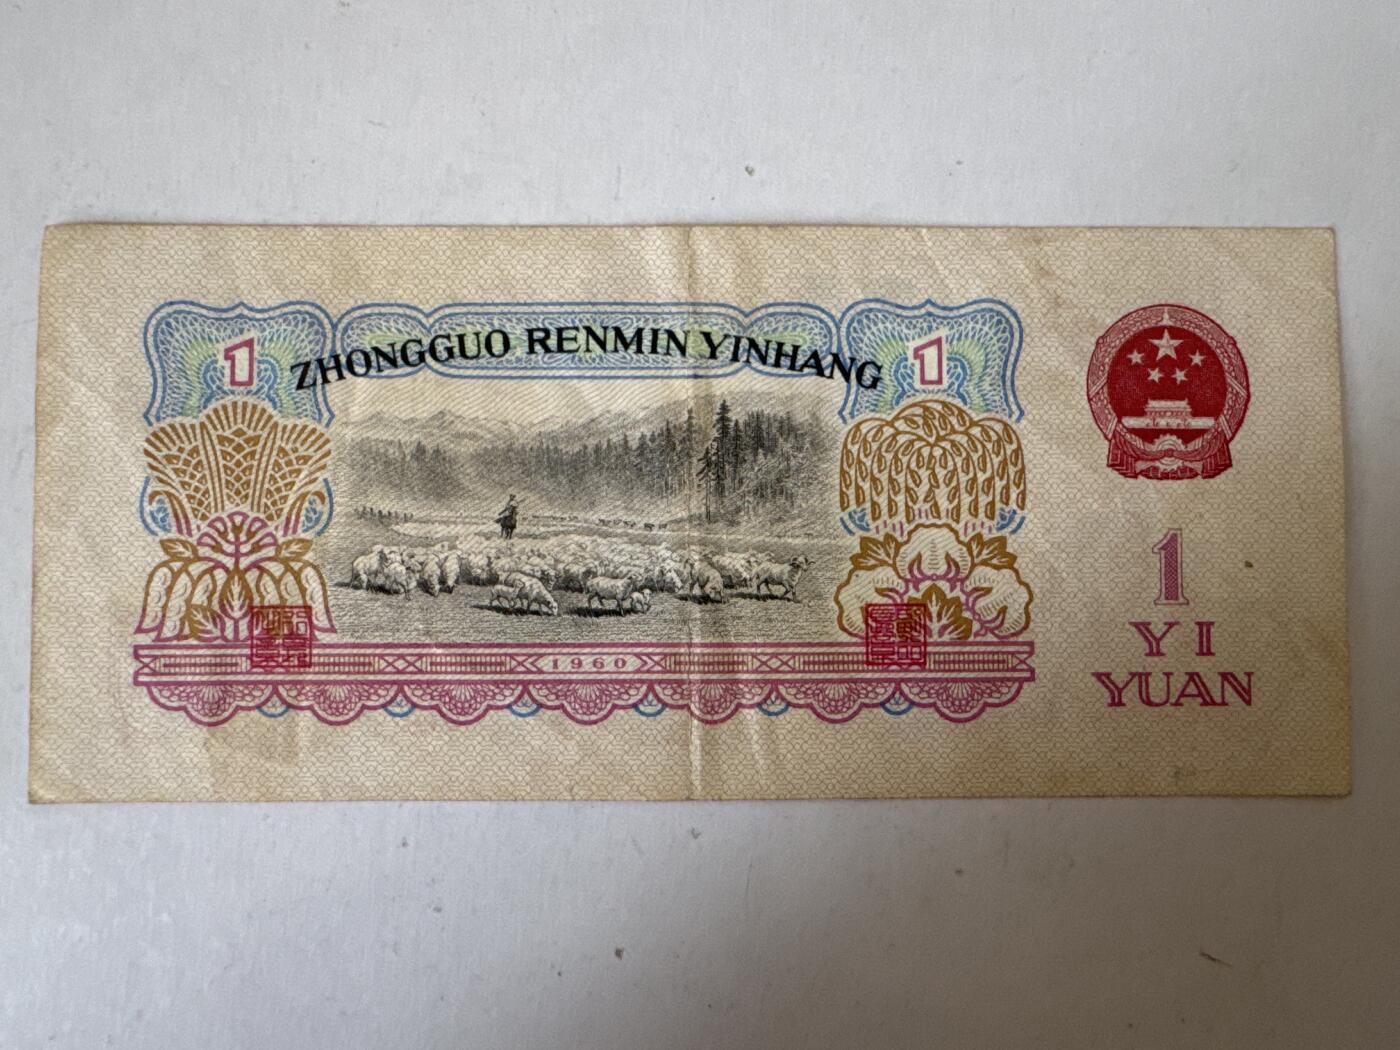 1 ZHONGGUO RENMIN YINHANG 1
1
YI
YUAN
1960